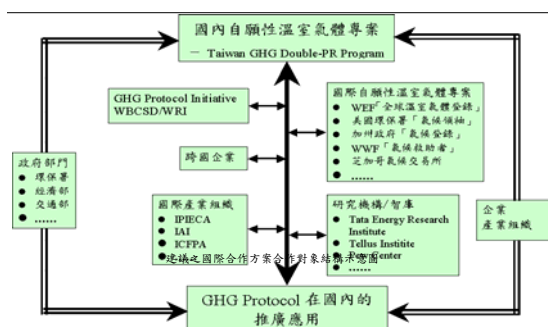 國內自願性溫室氣體專案
－ Taiwan GHG Double-PR Program
GHG Protocol Initiative
WBCSD/WRI
跨國企業
國際產業組織
● IPIECA
● IAI
● ICFPA
國際自願性溫室氣體專案
● WEF「全球溫室氣體登錄」
● 美國環保署「氣候領袖」
● 加州政府「氣候登錄」
● WWF「氣候救助者」
● 芝加哥氣候交易所
● ......
研究機構/智庫
● Tata Energy Research
Institute
● Tellus Institite
● Pew Center
● ......
政府部門
● 環保署
● 經濟部
● 交通部
● ......
企業
產業組織
建議之國際合作方案合作對象結構示意圖
GHG Protocol 在國內的
推廣應用